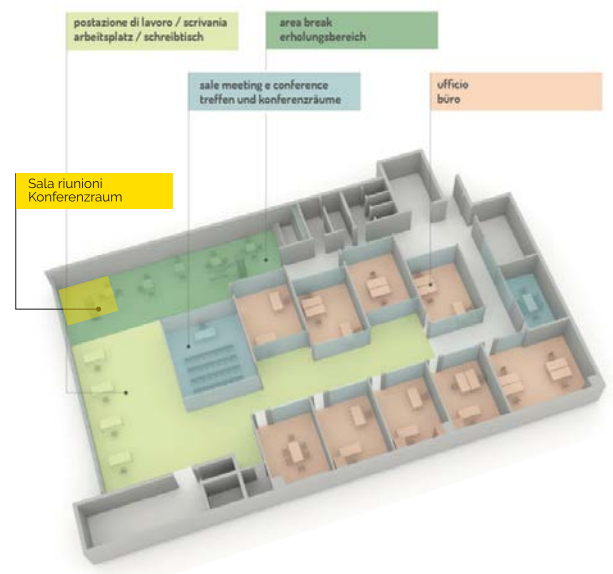 postazione di lavoro / scrivania
arbeitsplatz / schreibtisch
area break
erholungsbereich
sale meeting e conference
treffen und konferenzräume
ufficio
büro
Sala riunioni
Konferenzraum